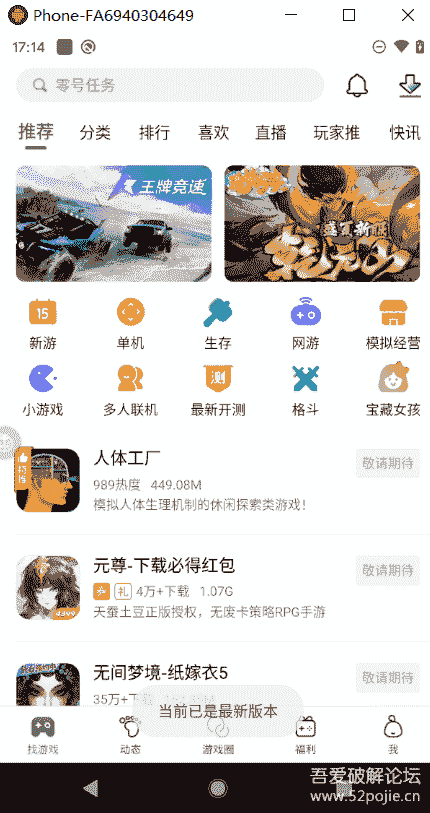 Phone-FA6940304649
17:14
零号任务
推荐 分类 排行 喜欢 直播 玩家推 快讯
王牌竞速
15 测
新游 单机 生存 网游 模拟经营
小游戏 多人联机 最新开测 格斗 宝藏女孩
人体工厂
敬请期待
989热度 449.08M
模拟人体生理机制的休闲探索类游戏!
元尊-下载必得红包
敬请期待
礼 4万+下载 1.07G
天蚕土豆正版授权,无废卡策略RPG手游
4399
无间梦境-纸嫁衣5
敬请期待
35万+下载
当前已是最新版本
找游戏 动态 游戏圈 福利 我
吾爱破解论坛
www.52pojie.cn